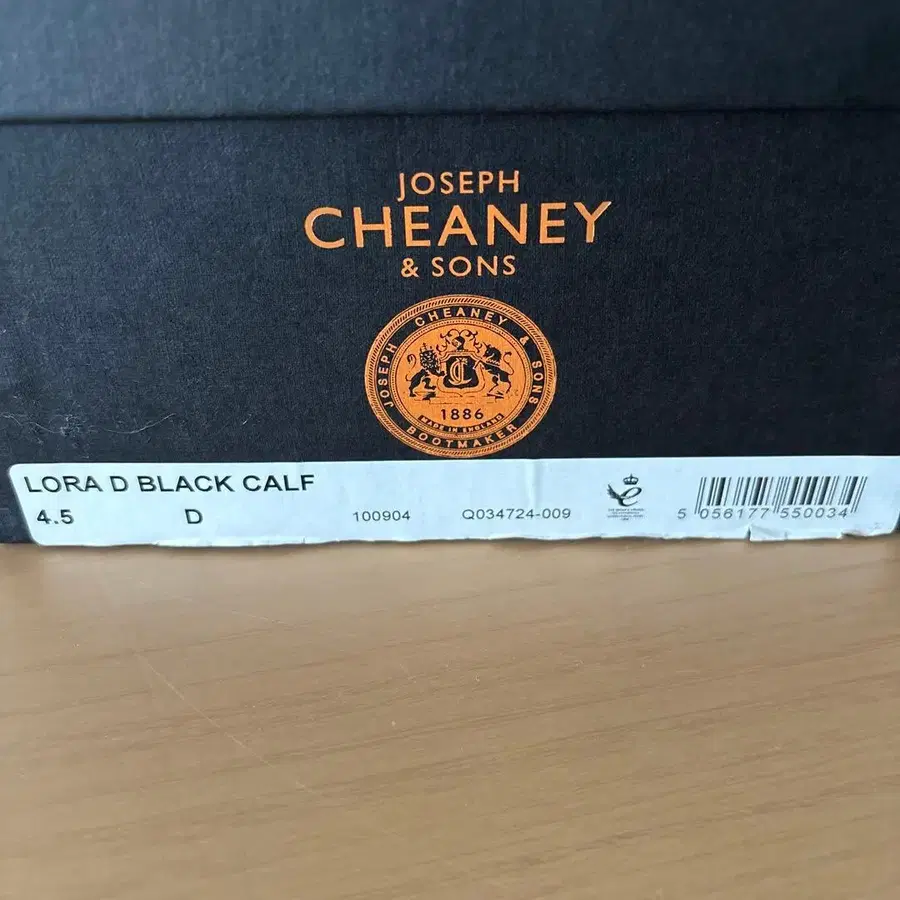 JOSEPH
CHEANEY
& SONS
JOSEPH CHEANEY & SONS
1886
MADE IN ENGLAND
BOOTMAKER
LORA D BLACK CALF
4.5 D 100904 Q034724-009 5 056177 550034